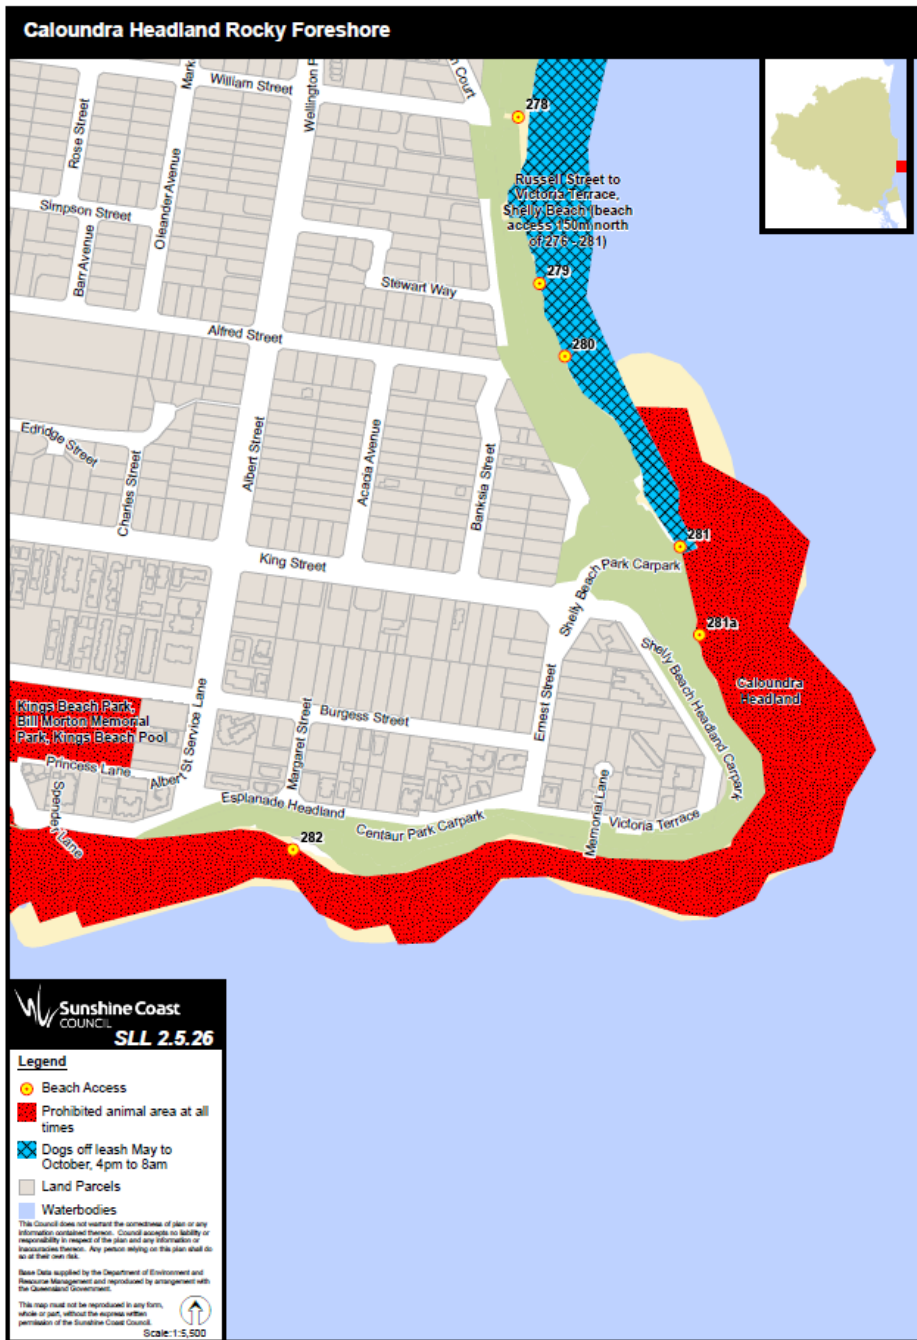 Caloundra Headland Rocky Foreshore
William Street
Rose Street
Oleander Avenue
Simpson Street
Barr Avenue
Court
278
Russell Street to
Victoria Terrace,
Shelly Beach (beach
access 150m north
of 276 - 281)
279
Stewart Way
Alfred Street
280
Edridge Street
Charles Street
Albert Street
Acacia Avenue
Banksia Street
281
King Street
Shelly Beach Park Carpark
281a
Shelly Beach Headland Carpark
Caloundra
Headland
Kings Beach Park,
Bill Morton Memorial
Park, Kings Beach Pool
Burgess Street
Ernest Street
Margaret Street
Albert St Service Lane
Princess Lane
Spender Lane
Esplanade Headland
Centaur Park Carpark
Memorial Lane
Victoria Terrace
282
Sunshine Coast
COUNCIL
SLL 2.5.26
Legend
Beach Access
Prohibited animal area at all
times
Dogs off leash May to
October, 4pm to 8am
Land Parcels
Waterbodies
This Council does not warrant the correctness of plan or any
information contained thereon. Council accepts no liability or
responsibility in respect of the plan and any information or
inaccuracies thereon. Any person relying on this plan shall do
so at their own risk.
Base Data supplied by the Department of Environment and
Resource Management and reproduced by arrangement with
the Queensland Government.
This map must not be reproduced in any form,
whole or part, without the express written
permission of the Sunshine Coast Council.
Scale:1:5,500